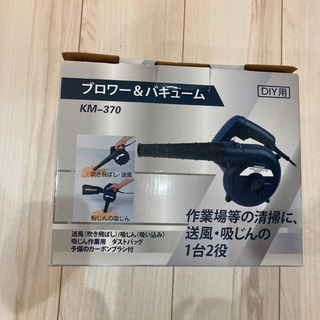 ブロワー&バキューム
DIY用
KM-370
吹き飛ばし・送風
粉じんの吸じん
作業場等の清掃に、
送風・吸じんの
1台2役
送風(吹き飛ばし)/吸じん(吸い込み)
吸じん作業用 ダストバッグ
予備のカーボンブラシ付